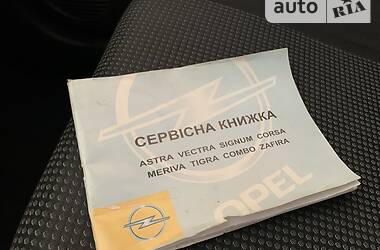 auto RIA
СЕРВІСНА КНИЖКА
ASTRA VECTRA SIGNUM CORSA
MERIVA TIGRA COMBO ZAFIRA
OPEL